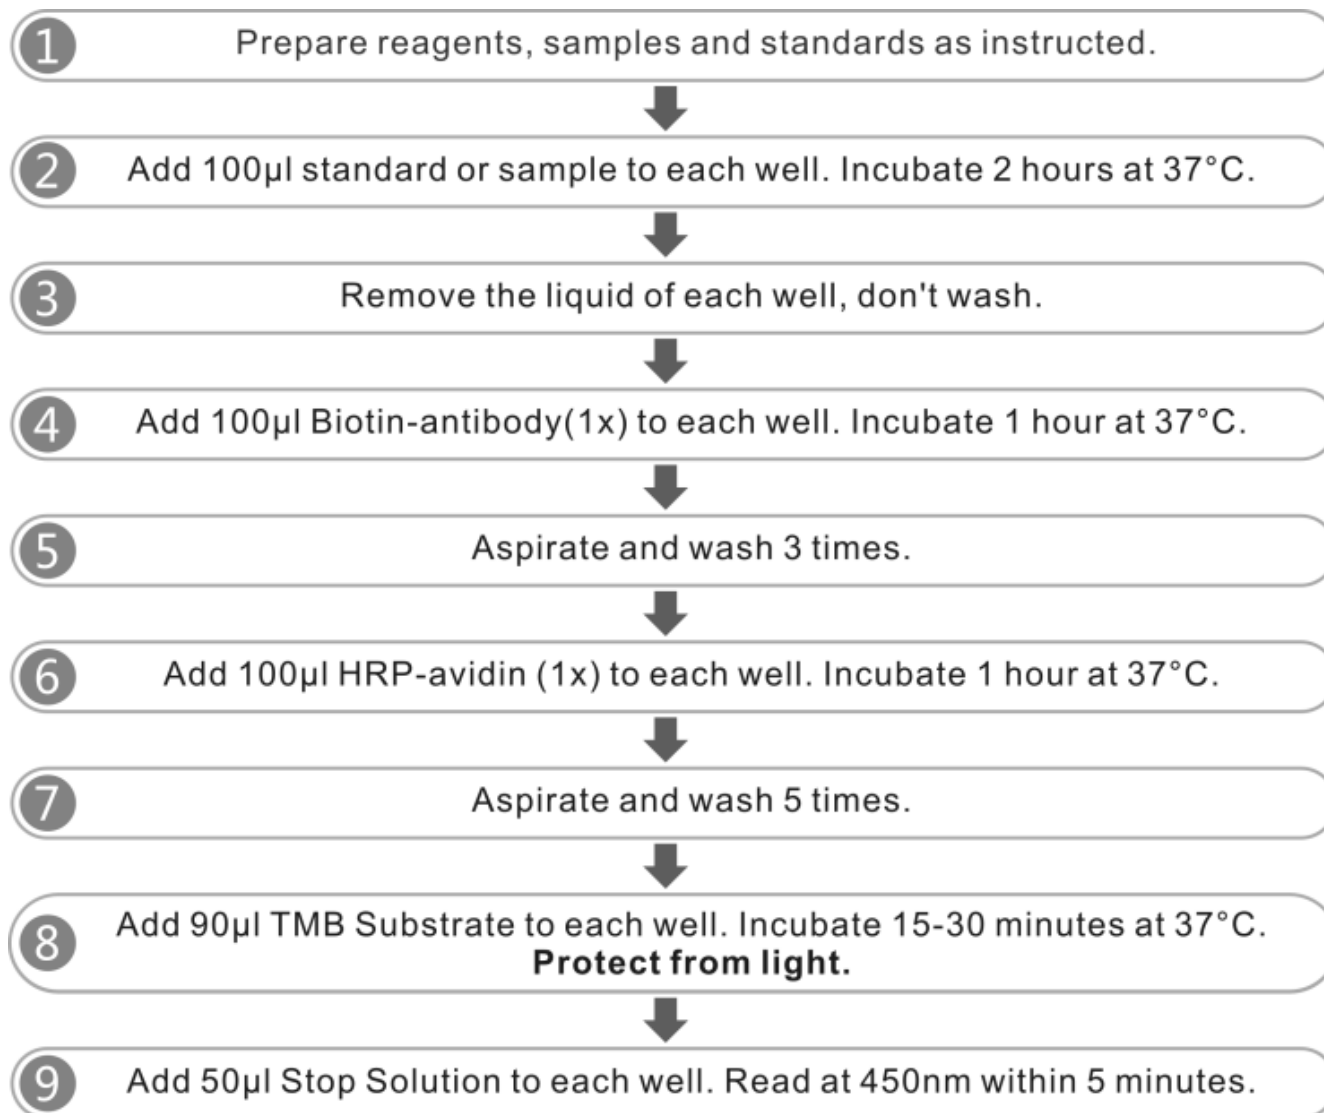 1 Prepare reagents, samples and standards as instructed.
2 Add 100µl standard or sample to each well. Incubate 2 hours at 37°C.
3 Remove the liquid of each well, don't wash.
4 Add 100µl Biotin-antibody(1x) to each well. Incubate 1 hour at 37°C.
5 Aspirate and wash 3 times.
6 Add 100µl HRP-avidin (1x) to each well. Incubate 1 hour at 37°C.
7 Aspirate and wash 5 times.
8 Add 90µl TMB Substrate to each well. Incubate 15-30 minutes at 37°C.
Protect from light.
9 Add 50µl Stop Solution to each well. Read at 450nm within 5 minutes.